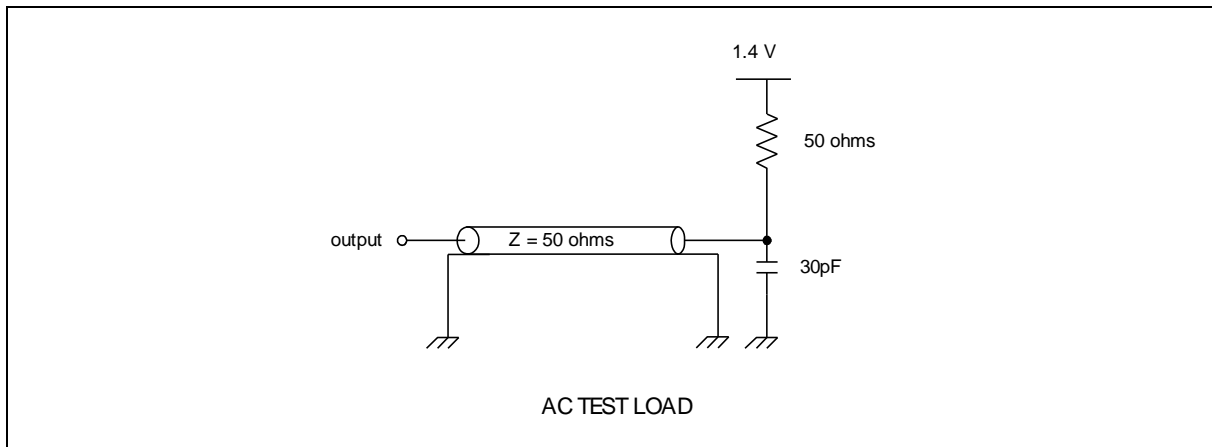 1.4 V
50 ohms
output
Z = 50 ohms
30pF
AC TEST LOAD